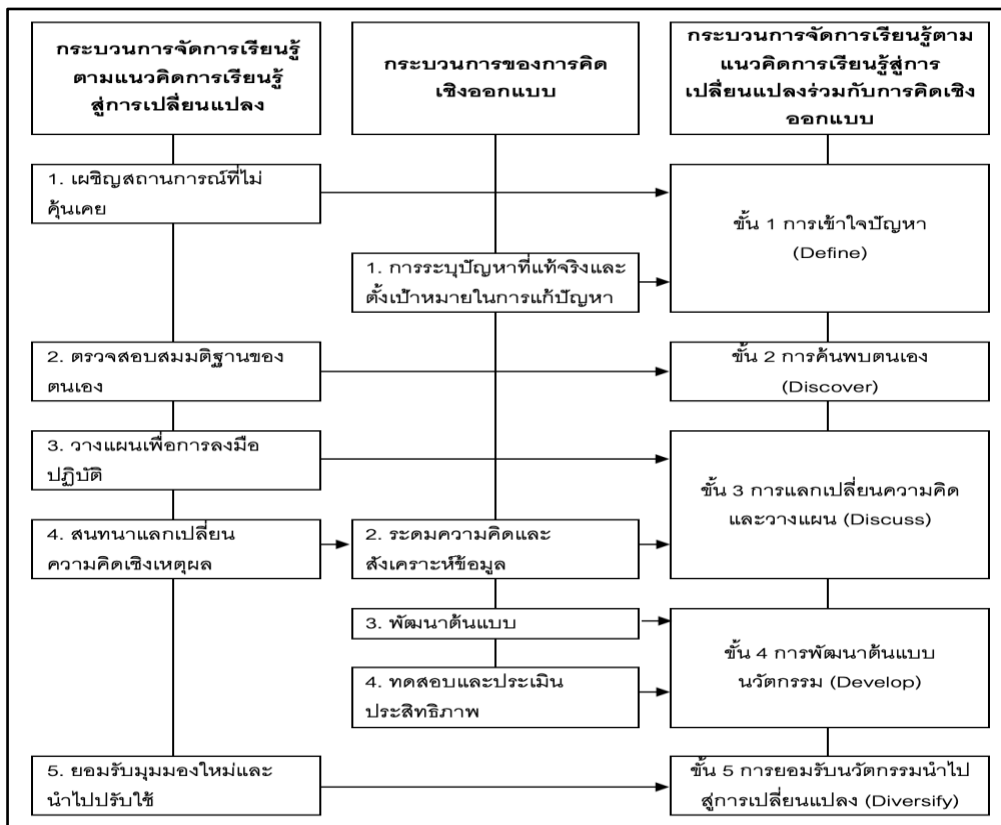 กระบวนการจัดการเรียนรู้
ตามแนวคิดการเรียนรู้
สู่การเปลี่ยนแปลง
กระบวนการของการคิด
เชิงออกแบบ
กระบวนการจัดการเรียนรู้ตาม
แนวคิดการเรียนรู้สู่การ
เปลี่ยนแปลงร่วมกับการคิดเชิง
ออกแบบ
1. เผชิญสถานการณ์ที่ไม่
คุ้นเคย
ขั้น 1 การเข้าใจปัญหา
(Define)
1. การระบุปัญหาที่แท้จริงและ
ตั้งเป้าหมายในการแก้ปัญหา
2. ตรวจสอบสมมติฐานของ
ตนเอง
ขั้น 2 การค้นพบตนเอง
(Discover)
3. วางแผนเพื่อการลงมือ
ปฏิบัติ
ขั้น 3 การแลกเปลี่ยนความคิด
และวางแผน (Discuss)
4. สนทนาแลกเปลี่ยน
ความคิดเชิงเหตุผล
2. ระดมความคิดและ
สังเคราะห์ข้อมูล
3. พัฒนาต้นแบบ
ขั้น 4 การพัฒนาต้นแบบ
นวัตกรรม (Develop)
4. ทดสอบและประเมิน
ประสิทธิภาพ
5. ยอมรับมุมมองใหม่และ
นำไปปรับใช้
ขั้น 5 การยอมรับนวัตกรรมนำไป
สู่การเปลี่ยนแปลง (Diversify)